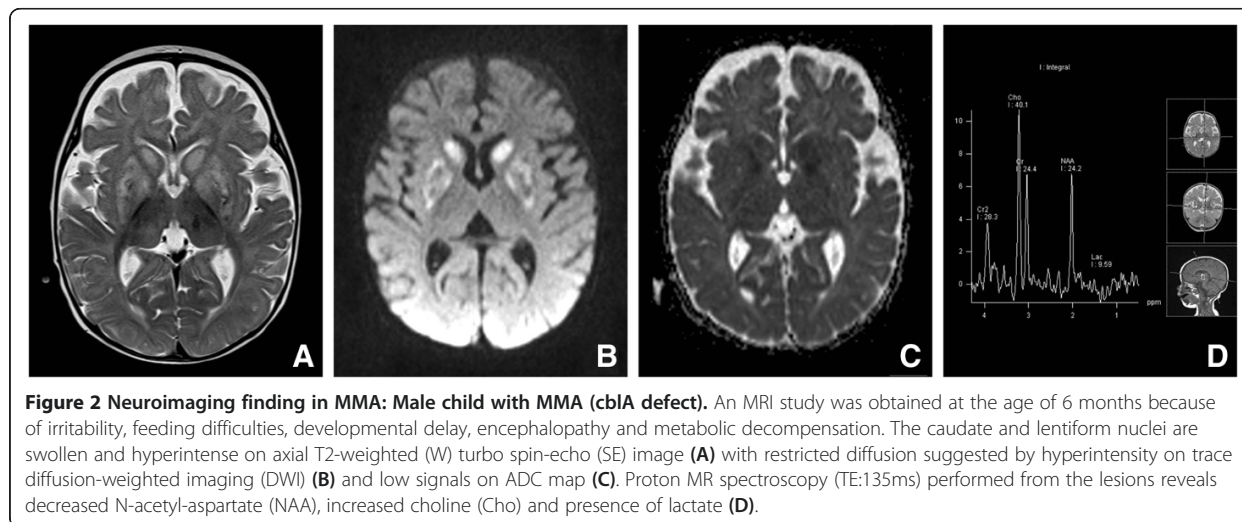 I : Integral
Cho
I : 40.1
Cr
I : 24.4
NAA
I : 24.2
Cr2
I : 28.3
Lac
I : 9.59
10
8
6
4
2
0
ppm
4 3 2 1
A
B
C
D
Figure 2 Neuroimaging finding in MMA: Male child with MMA (cblA defect). An MRI study was obtained at the age of 6 months because
of irritability, feeding difficulties, developmental delay, encephalopathy and metabolic decompensation. The caudate and lentiform nuclei are
swollen and hyperintense on axial T2-weighted (W) turbo spin-echo (SE) image (A) with restricted diffusion suggested by hyperintensity on trace
diffusion-weighted imaging (DWI) (B) and low signals on ADC map (C). Proton MR spectroscopy (TE:135ms) performed from the lesions reveals
decreased N-acetyl-aspartate (NAA), increased choline (Cho) and presence of lactate (D).